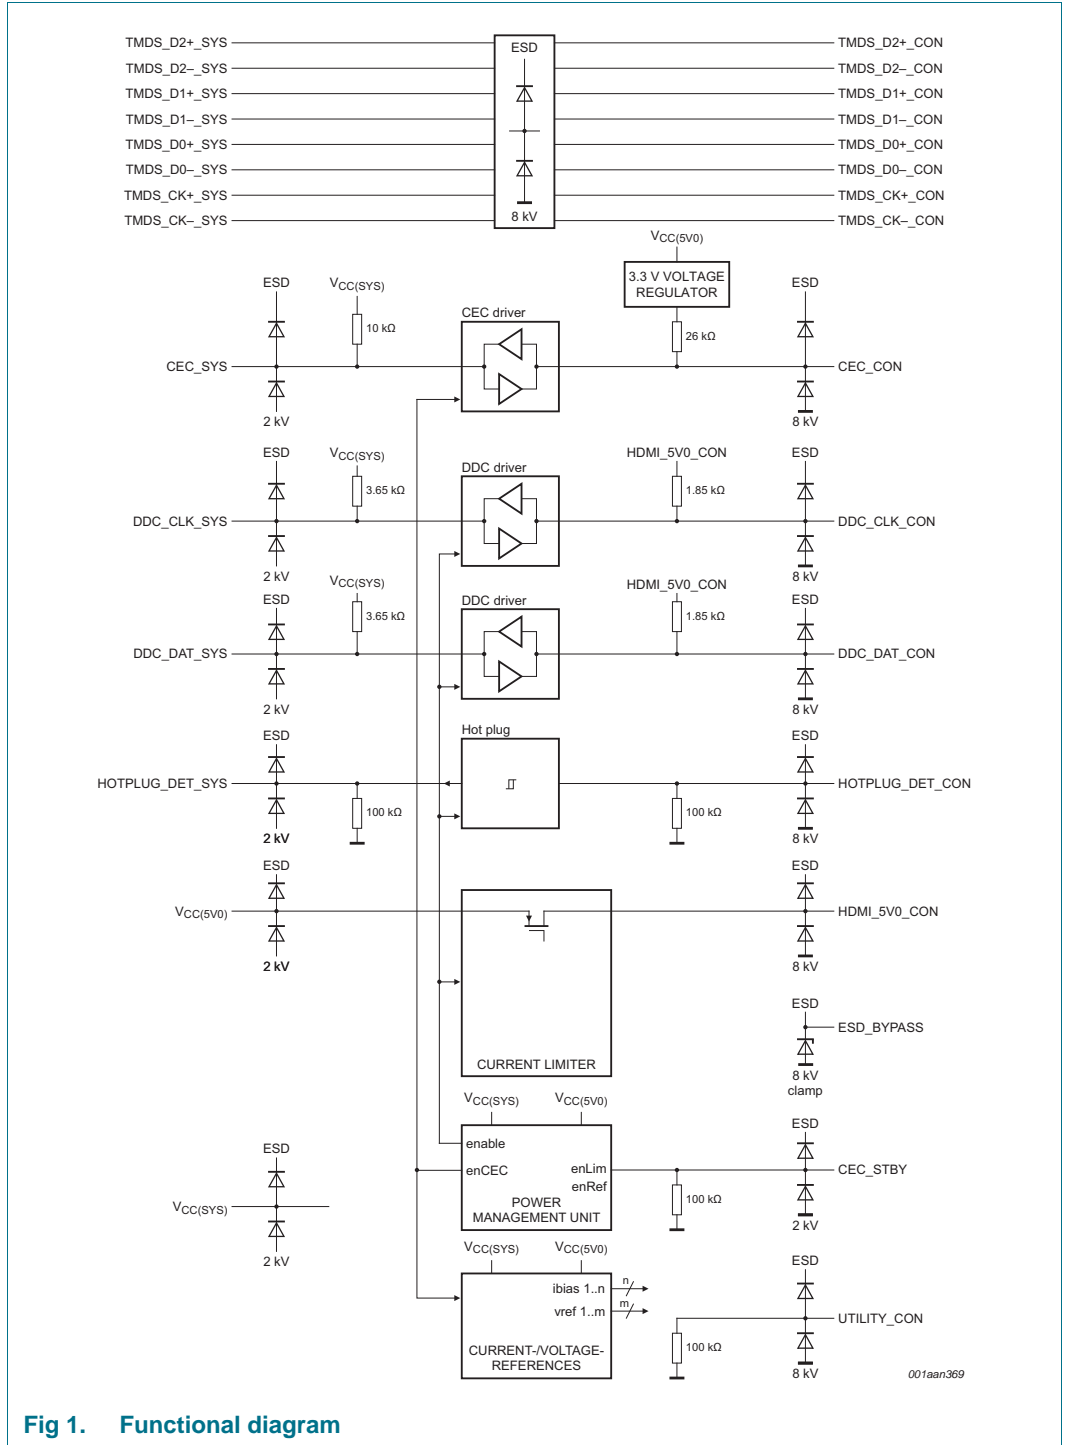 TMDS_D2+_SYS ESD TMDS_D2+_CON
TMDS_D2–_SYS TMDS_D2–_CON
TMDS_D1+_SYS TMDS_D1+_CON
TMDS_D1–_SYS TMDS_D1–_CON
TMDS_D0+_SYS TMDS_D0+_CON
TMDS_D0–_SYS TMDS_D0–_CON
TMDS_CK+_SYS TMDS_CK+_CON
TMDS_CK–_SYS 8 kV TMDS_CK–_CON
VCC(5V0)
ESD VCC(SYS) 3.3 V VOLTAGE REGULATOR ESD
CEC driver
10 kΩ 26 kΩ
CEC_SYS CEC_CON
2 kV 8 kV
ESD VCC(SYS) HDMI_5V0_CON ESD
DDC driver
3.65 kΩ 1.85 kΩ
DDC_CLK_SYS DDC_CLK_CON
2 kV 8 kV
VCC(SYS) HDMI_5V0_CON
ESD DDC driver ESD
3.65 kΩ 1.85 kΩ
DDC_DAT_SYS DDC_DAT_CON
2 kV 8 kV
ESD Hot plug ESD
HOTPLUG_DET_SYS HOTPLUG_DET_CON
100 kΩ 100 kΩ
2 kV 8 kV
ESD ESD
VCC(5V0) HDMI_5V0_CON
2 kV 8 kV
ESD
ESD_BYPASS
CURRENT LIMITER 8 kV
clamp
VCC(SYS) VCC(5V0)
ESD
enable
ESD enCEC enLim CEC_STBY
enRef
100 kΩ
VCC(SYS) POWER
MANAGEMENT UNIT 2 kV
2 kV VCC(SYS) VCC(5V0) ESD
ibias 1..n n
vref 1..m m
UTILITY_CON
100 kΩ
CURRENT-/VOLTAGE-
REFERENCES
8 kV 001aan369
Fig 1. Functional diagram